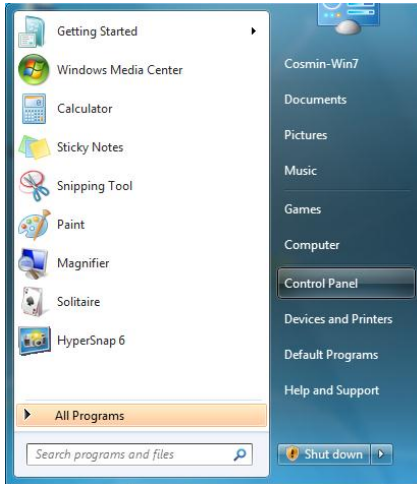 Getting Started
Windows Media Center
Calculator
Sticky Notes
Snipping Tool
Paint
Magnifier
Solitaire
HyperSnap 6
All Programs
Search programs and files
Cosmin-Win7
Documents
Pictures
Music
Games
Computer
Control Panel
Devices and Printers
Default Programs
Help and Support
Shut down